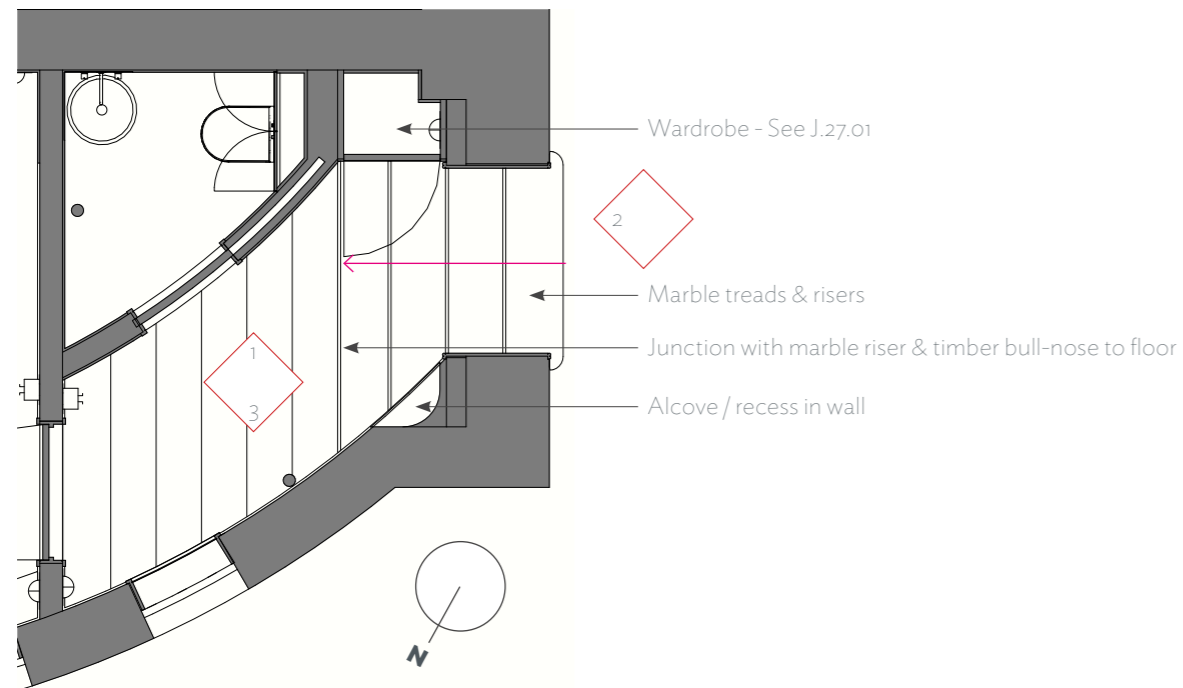 Wardrobe - See J.27.01
2
Marble treads & risers
Junction with marble riser & timber bull-nose to floor
1
3
Alcove / recess in wall
N